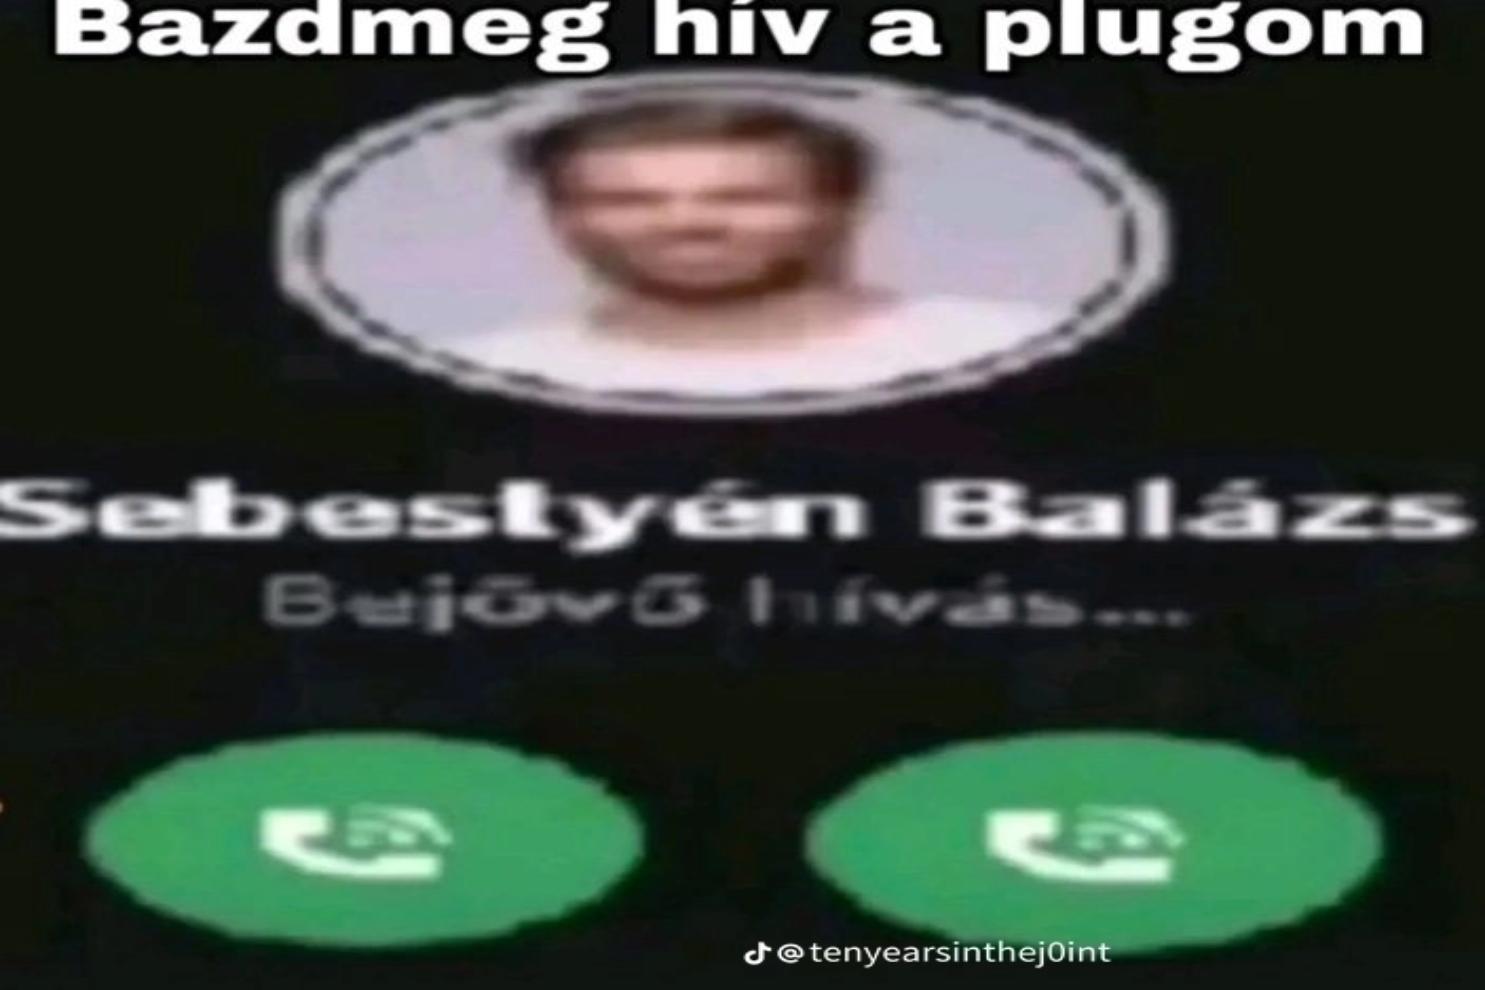 Bazdmeg hív a plugom
Sebestyén Balázs
Bejövő hívás...
@tenyearsinthej0int